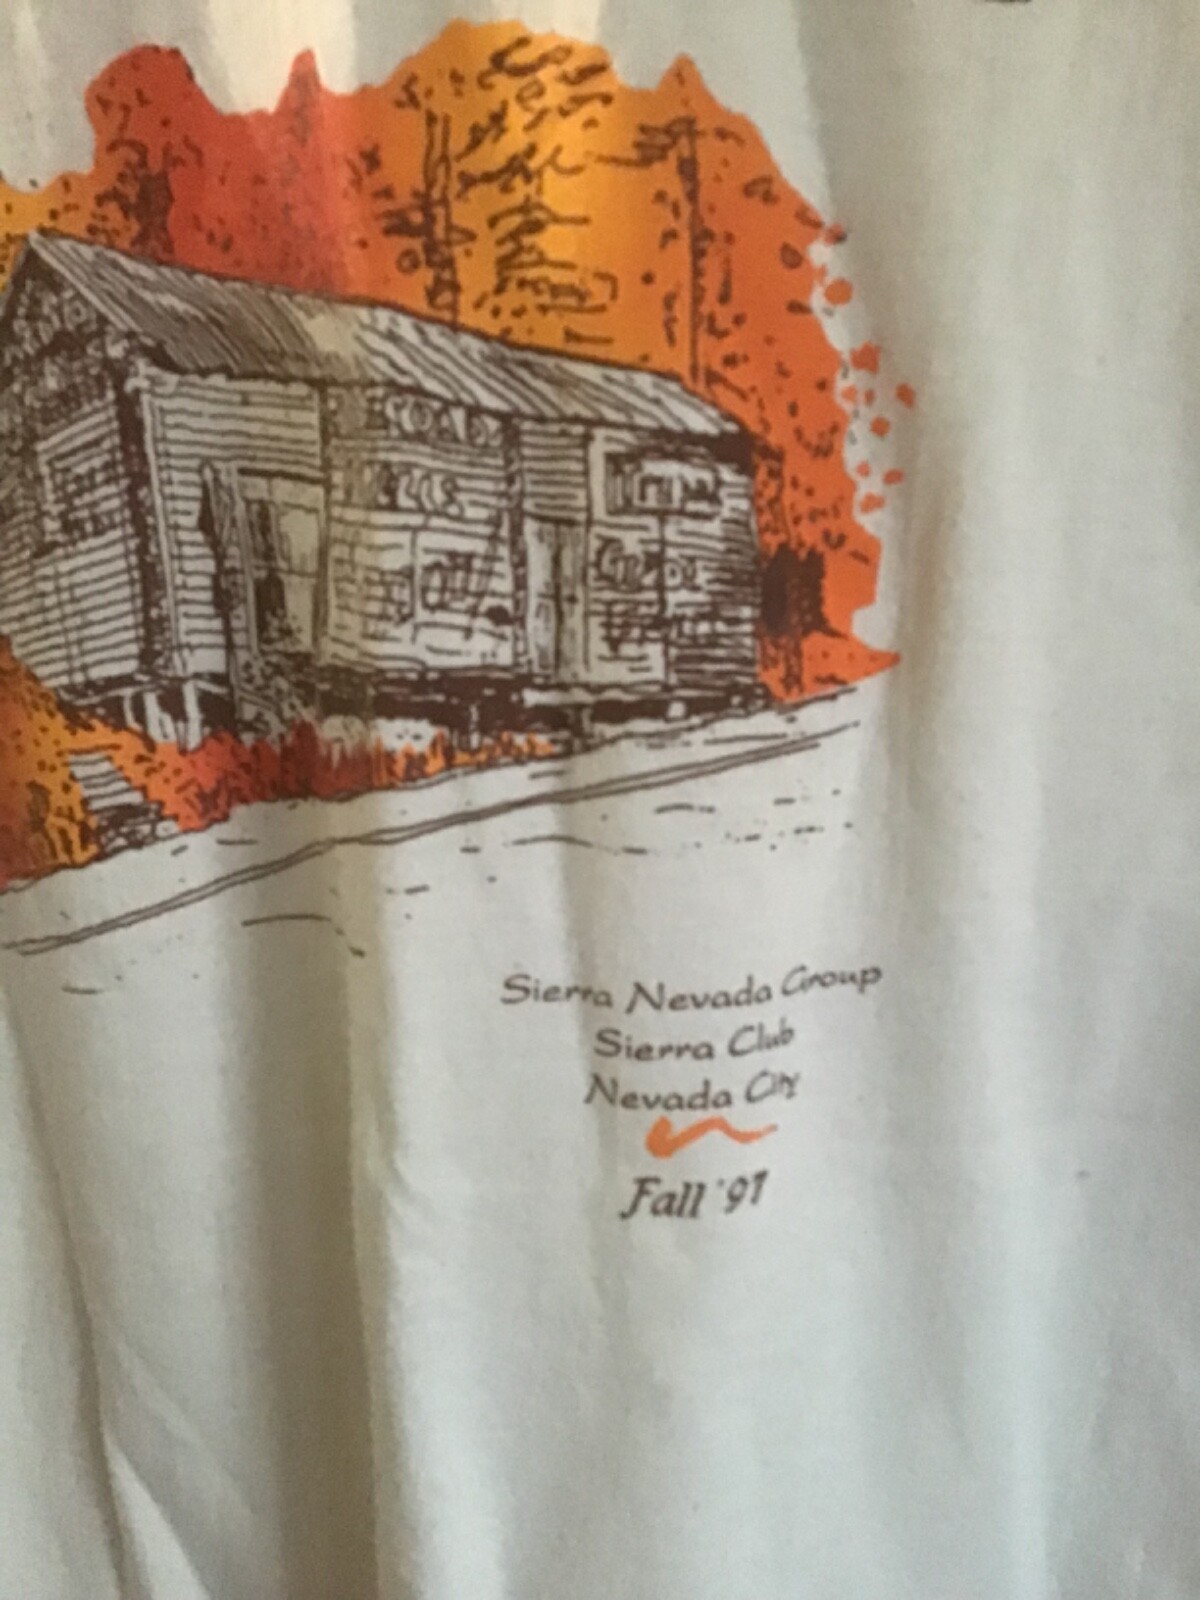 Sierra Nevada Group
Sierra Club
Nevada City
Fall '97